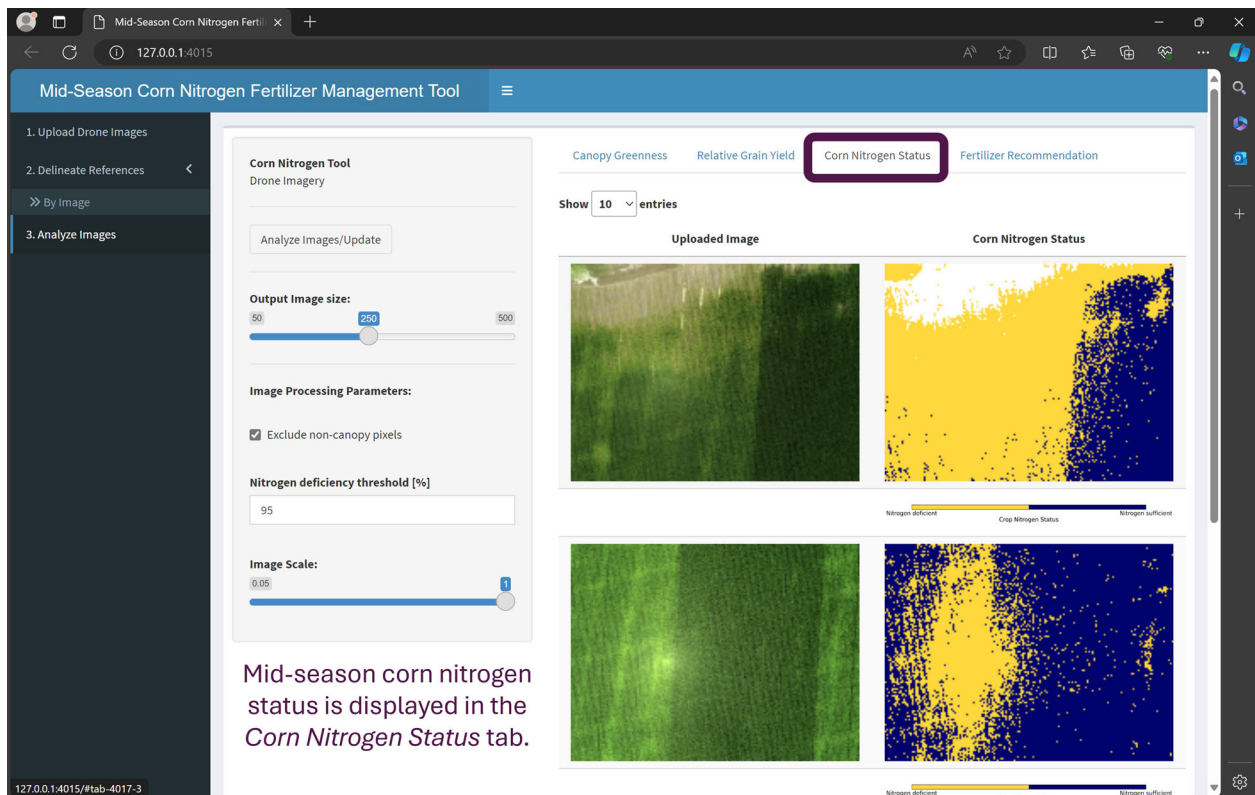 Mid-Season Corn Nitrogen Fertili
127.0.0.1:4015
Mid-Season Corn Nitrogen Fertilizer Management Tool
1. Upload Drone Images
2. Delineate References
By Image
3. Analyze Images
Corn Nitrogen Tool
Drone Imagery
Analyze Images/Update
Output Image size:
50 250 500
Image Processing Parameters:
Exclude non-canopy pixels
Nitrogen deficiency threshold [%]
95
Image Scale:
0.05 1
Mid-season corn nitrogen
status is displayed in the
Corn Nitrogen Status tab.
Canopy Greenness Relative Grain Yield Corn Nitrogen Status Fertilizer Recommendation
Show 10 entries
Uploaded Image Corn Nitrogen Status
Nitrogen deficient Nitrogen sufficient
Crop Nitrogen Status
Nitrogen deficient Nitrogen sufficient
127.0.0.1:4015/#tab-4017-3